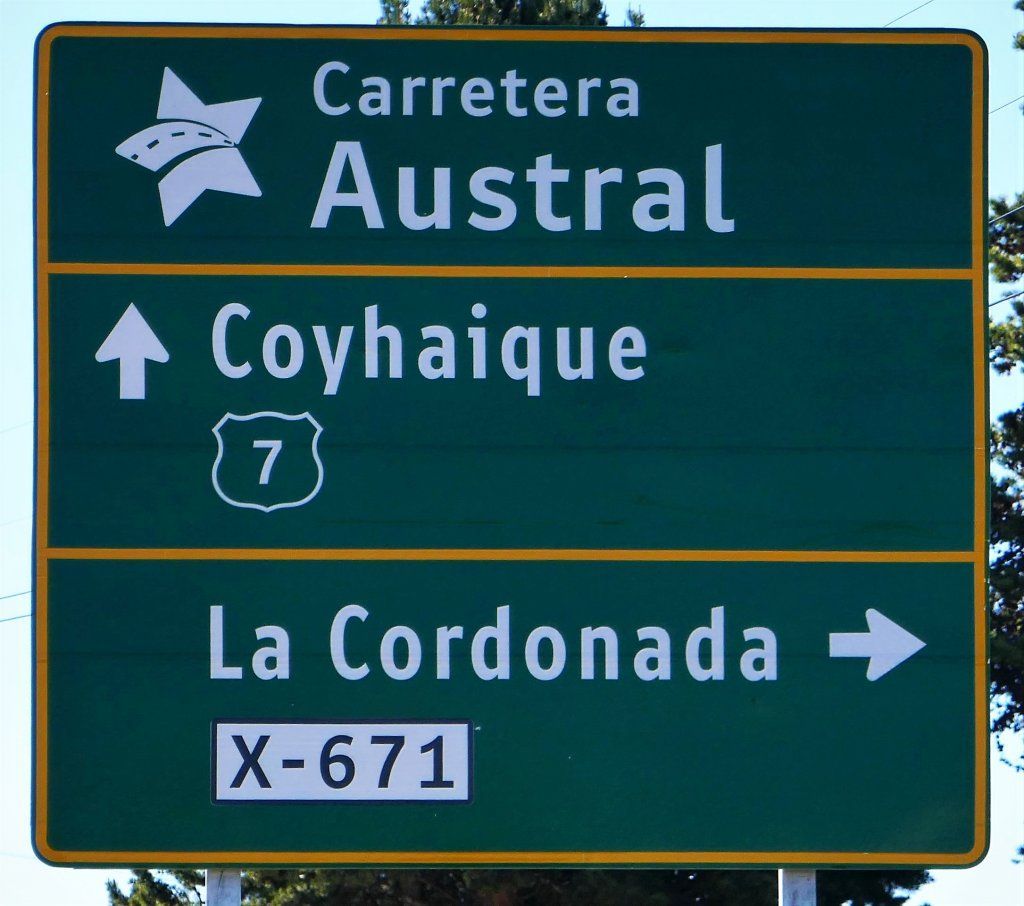 Carretera
Austral
Coyhaique
7
La Cordonada
X-671